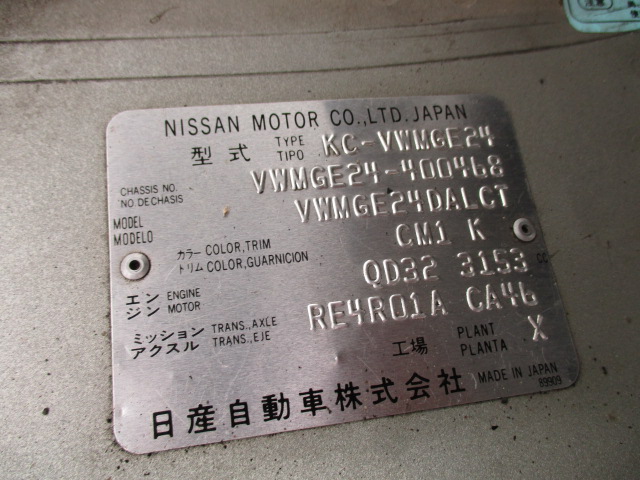 NISSAN MOTOR CO.,LTD. JAPAN
型式 TYPE TIPO KC-VWMGE24
CHASSIS NO. NO. DE CHASIS VWMGE24-400468
MODEL MODELO VWMGE24DALCT
カラー トリム COLOR, TRIM COLOR, GUARNICION CM1 K
エンジン ENGINE MOTOR QD32 3153 CC
ミッション アクスル TRANS., AXLE TRANS., EJE RE4R01A CA46
工場 PLANT PLANTA X
日産自動車株式会社 MADE IN JAPAN
89909